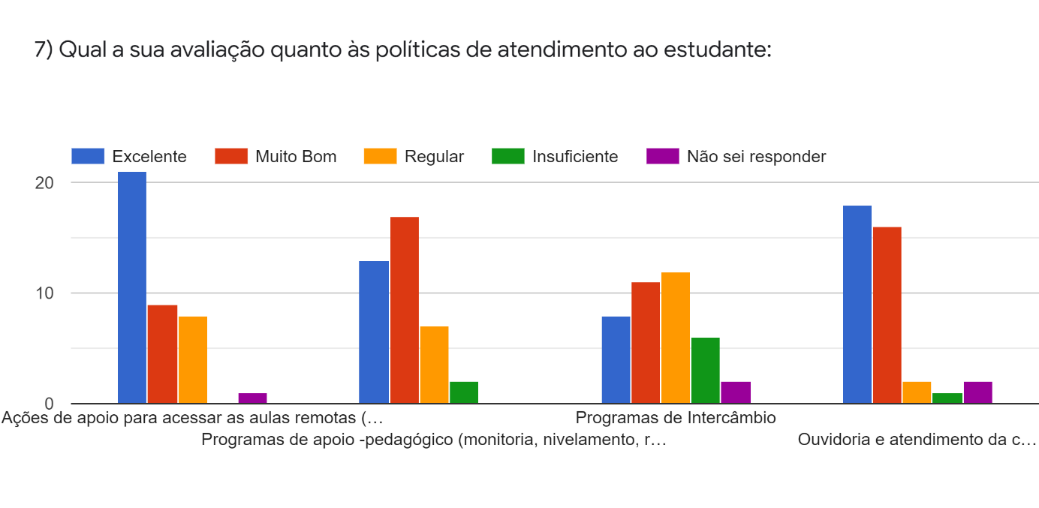 7) Qual a sua avaliação quanto às políticas de atendimento ao estudante:
Excelente Muito Bom Regular Insuficiente Não sei responder
20
10
0
Ações de apoio para acessar as aulas remotas (… Programas de Intercâmbio
Programas de apoio -pedagógico (monitoria, nivelamento, r… Ouvidoria e atendimento da c…